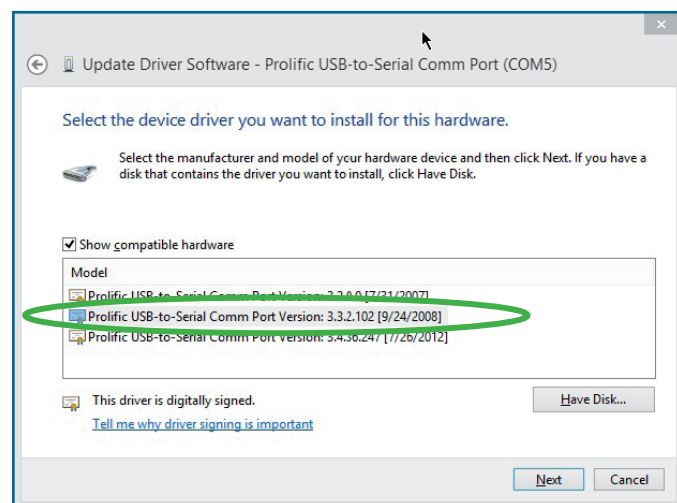 Update Driver Software - Prolific USB-to-Serial Comm Port (COM5)
Select the device driver you want to install for this hardware.
Select the manufacturer and model of your hardware device and then click Next. If you have a
disk that contains the driver you want to install, click Have Disk.
Show compatible hardware
Model
Prolific USB-to-Serial Comm Port Version: [7/31/2007]
Prolific USB-to-Serial Comm Port Version: 3.3.2.102 [9/24/2008]
Prolific USB-to-Serial Comm Port Version: 3.4.36.247 [7/26/2012]
This driver is digitally signed.
Have Disk...
Tell me why driver signing is important
Next
Cancel